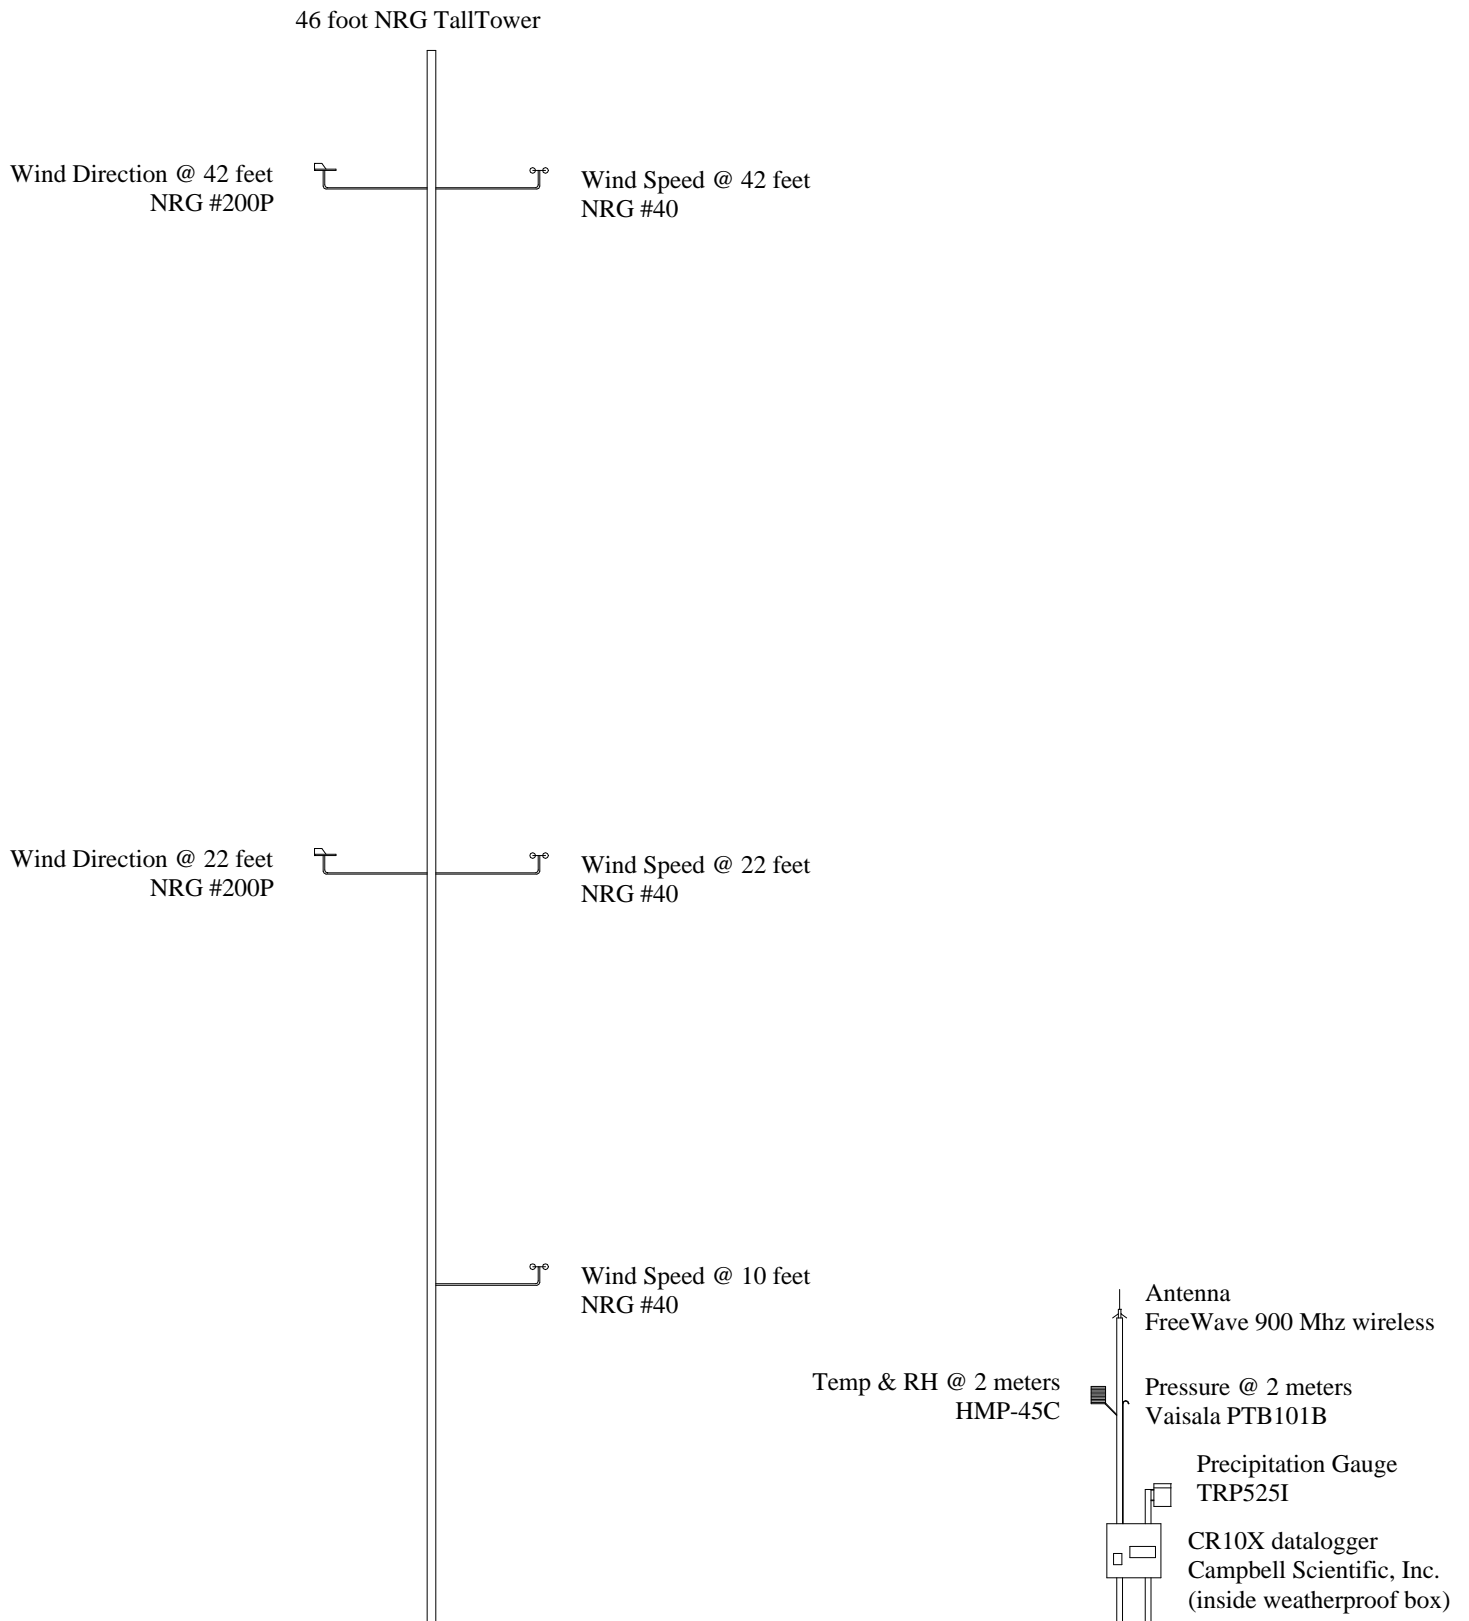 46 foot NRG TallTower
Wind Direction @ 42 feet
NRG #200P
Wind Speed @ 42 feet
NRG #40
Wind Direction @ 22 feet
NRG #200P
Wind Speed @ 22 feet
NRG #40
Wind Speed @ 10 feet
NRG #40
Antenna
FreeWave 900 Mhz wireless
Temp & RH @ 2 meters
HMP-45C
Pressure @ 2 meters
Vaisala PTB101B
Precipitation Gauge
TRP525I
CR10X datalogger
Campbell Scientific, Inc.
(inside weatherproof box)